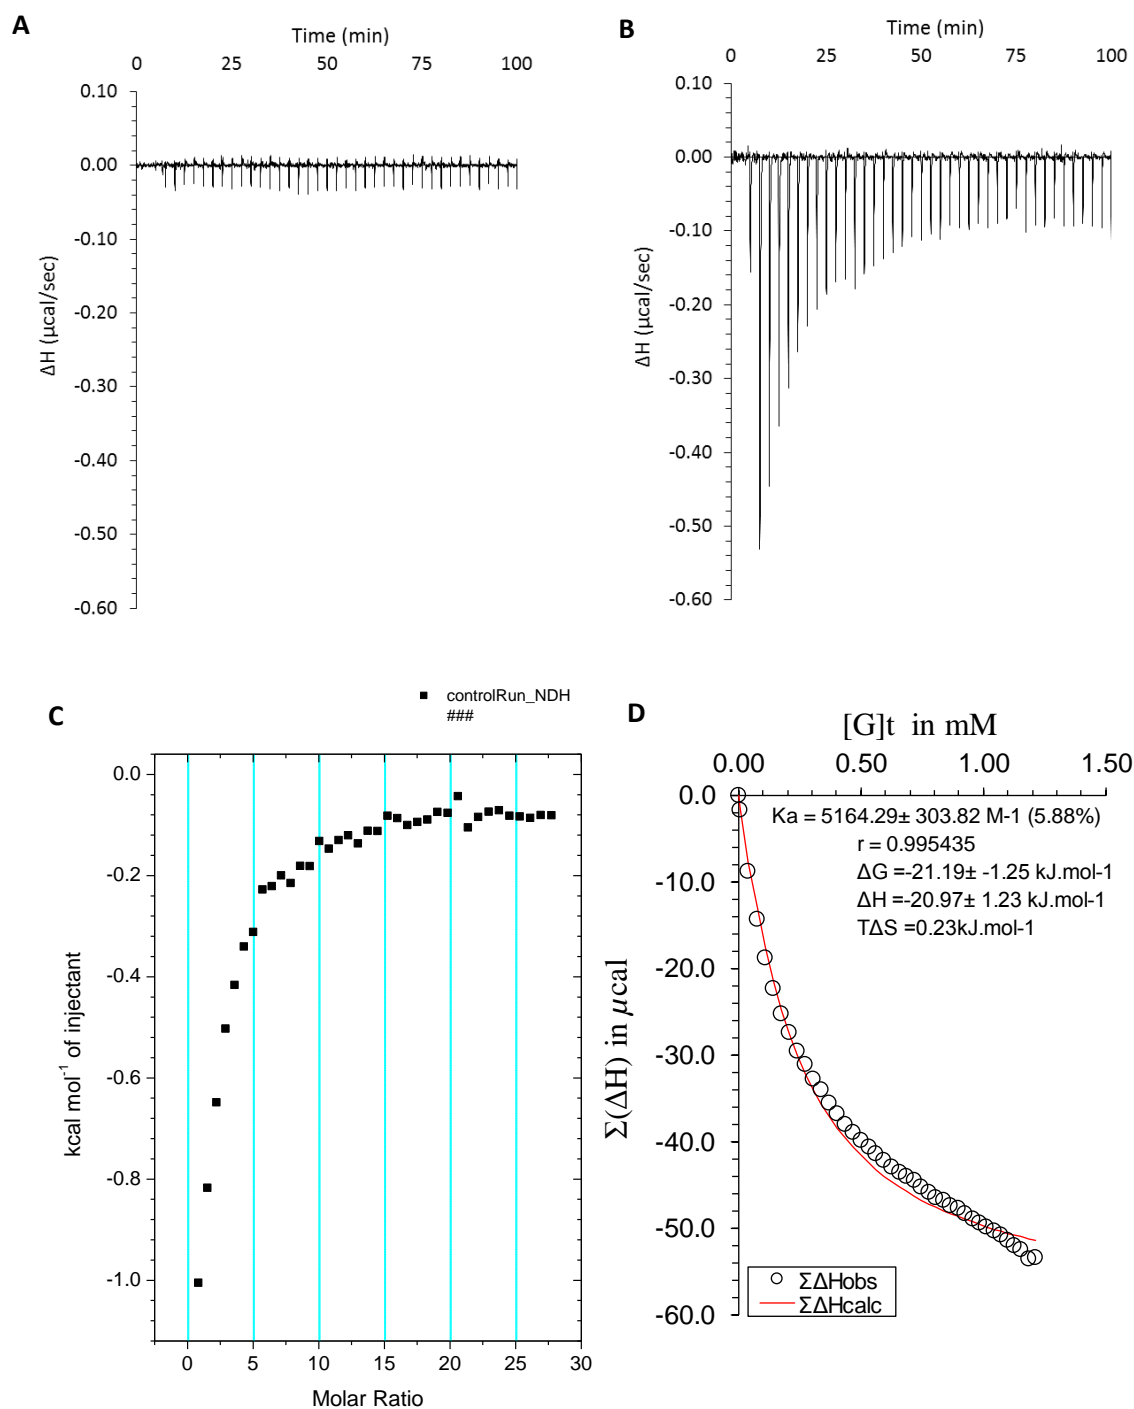 A
Time (min)
0 25 50 75 100
0.10
0.00
-0.10
-0.20
-0.30
-0.40
-0.50
-0.60
ΔH (μcal/sec)
B
Time (min)
0 25 50 75 100
0.10
0.00
-0.10
-0.20
-0.30
-0.40
-0.50
-0.60
ΔH (μcal/sec)
C
controlRun_NDH
###
0.0
-0.2
-0.4
-0.6
-0.8
-1.0
kcal mol⁻¹ of injectant
0 5 10 15 20 25 30
Molar Ratio
D
[G]t in mM
0.00 0.50 1.00 1.50
0.0
-10.0
-20.0
-30.0
-40.0
-50.0
-60.0
Σ(ΔH) in μcal
Ka = 5164.29± 303.82 M-1 (5.88%)
r = 0.995435
ΔG =-21.19± -1.25 kJ.mol-1
ΔH =-20.97± 1.23 kJ.mol-1
TΔS =0.23kJ.mol-1
ΣΔHobs
ΣΔHcalc